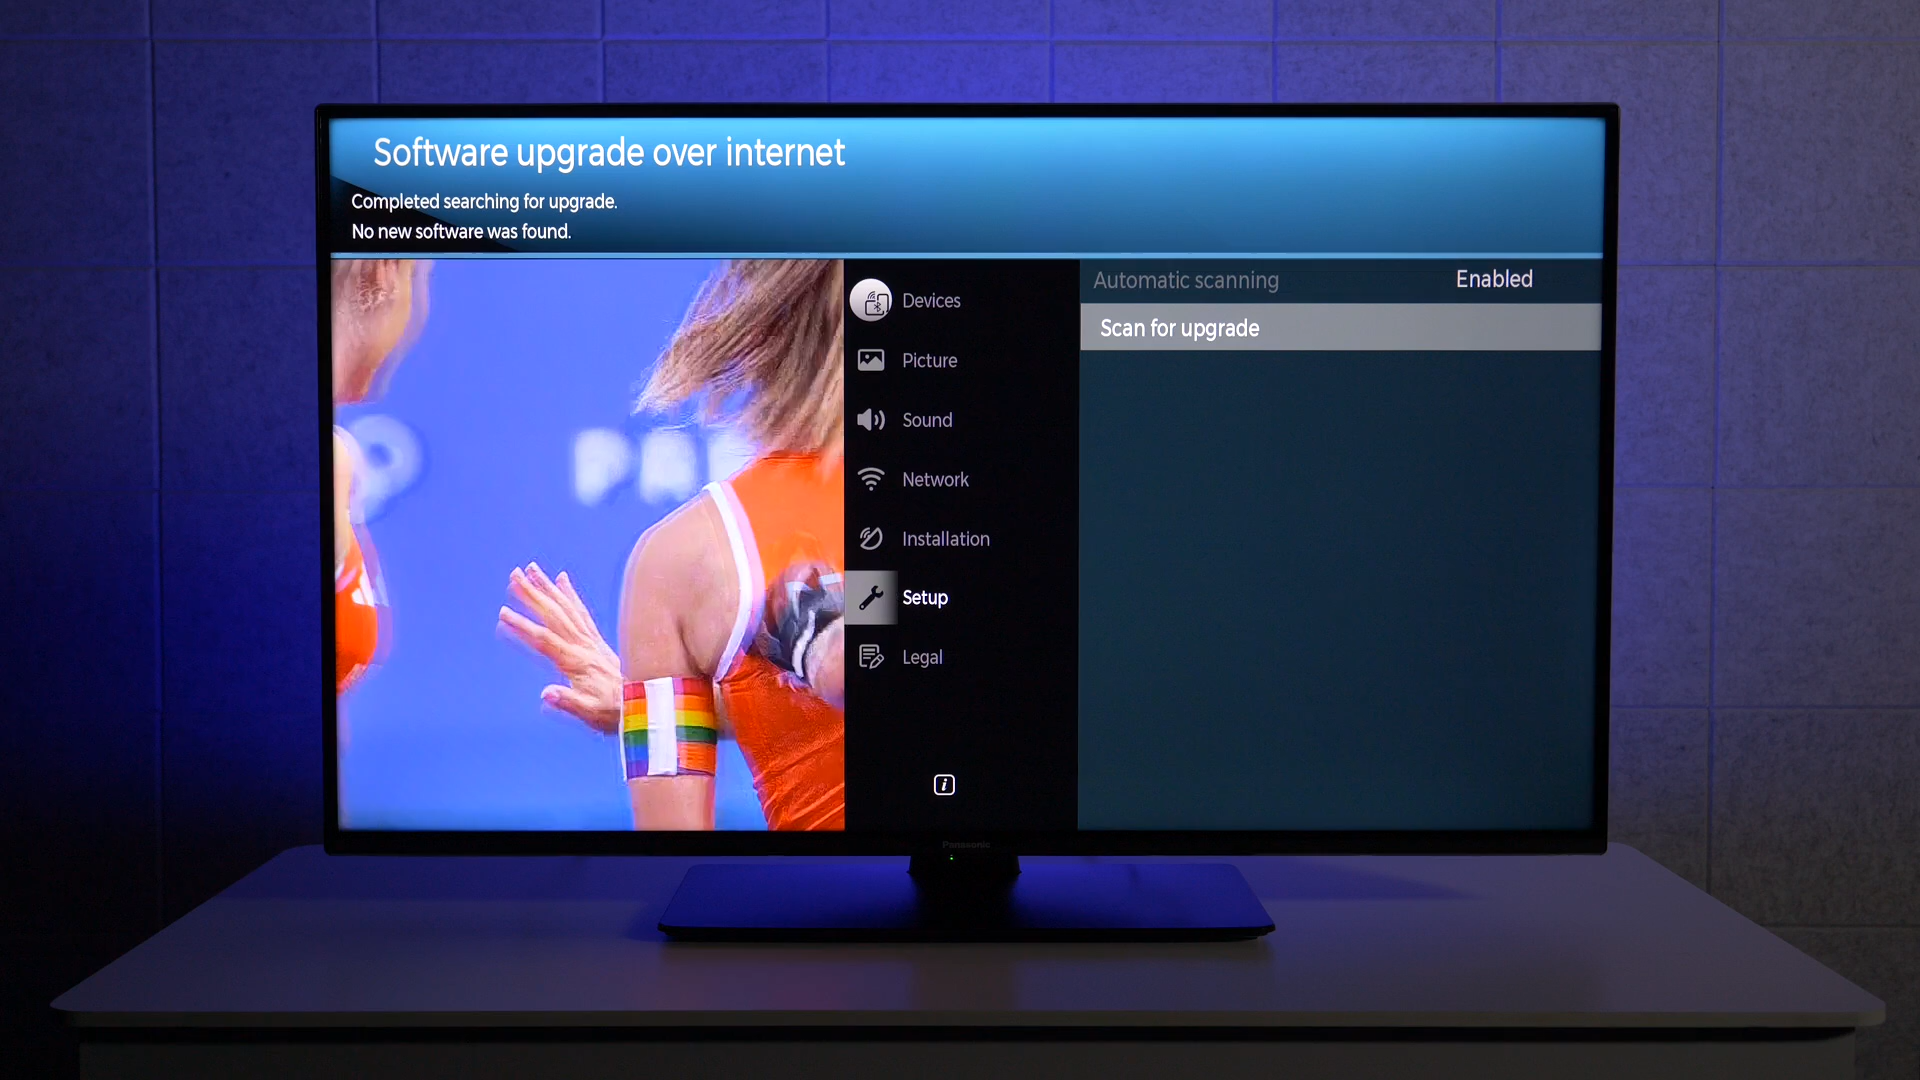 Software upgrade over internet
Completed searching for upgrade.
No new software was found.
Automatic scanning Enabled
Scan for upgrade
Devices
Picture
Sound
Network
Installation
Setup
Legal
i
Panasonic